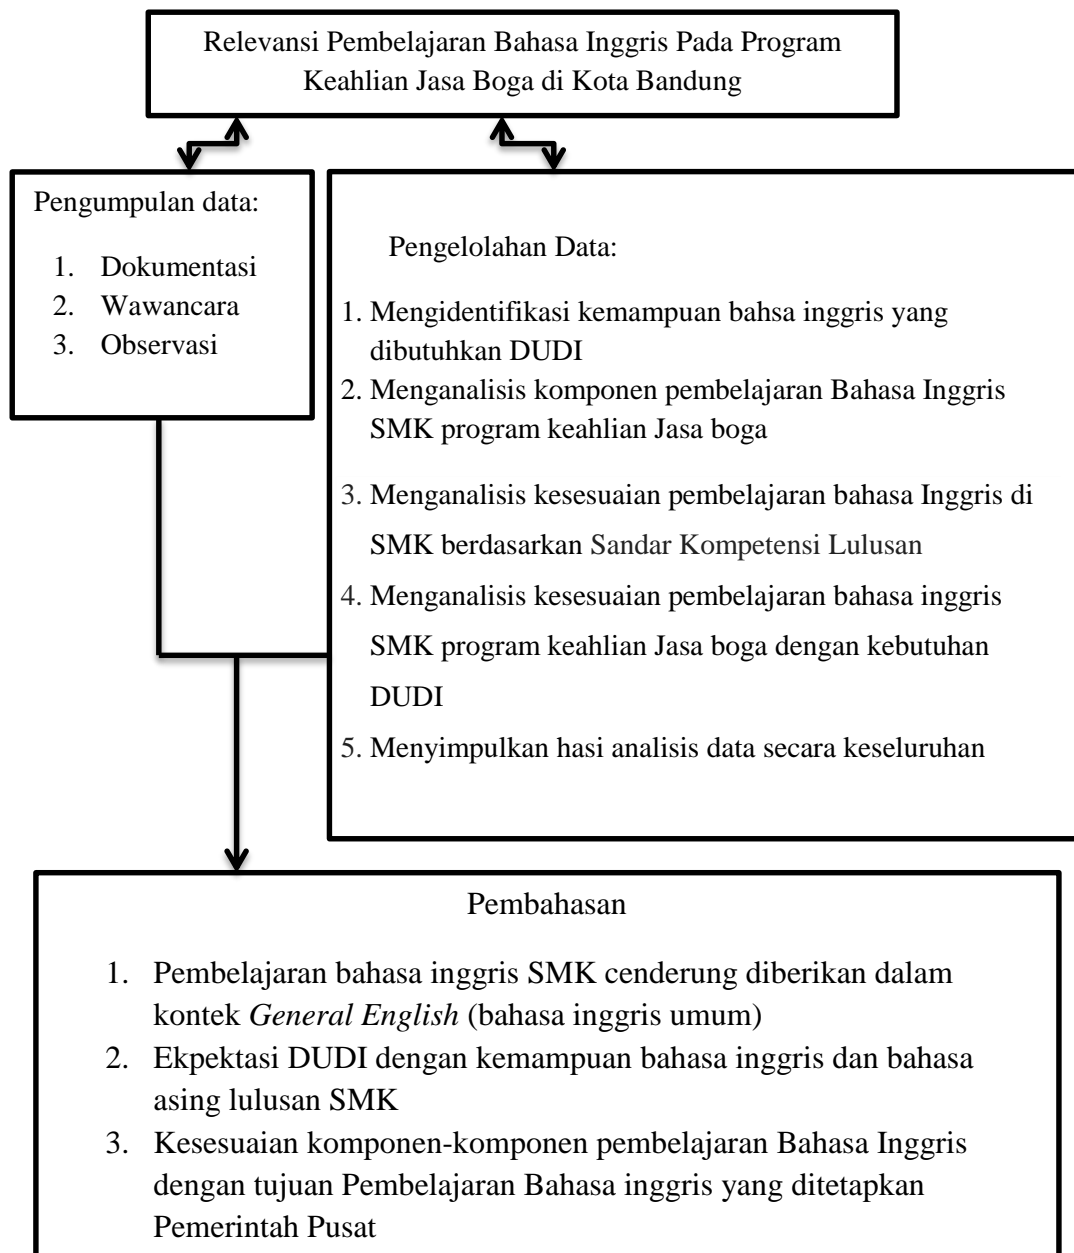 Relevansi Pembelajaran Bahasa Inggris Pada Program
Keahlian Jasa Boga di Kota Bandung
Pengumpulan data:
1. Dokumentasi
2. Wawancara
3. Observasi
Pengelolahan Data:
1. Mengidentifikasi kemampuan bahsa inggris yang
dibutuhkan DUDI
2. Menganalisis komponen pembelajaran Bahasa Inggris
SMK program keahlian Jasa boga
3. Menganalisis kesesuaian pembelajaran bahasa Inggris di
SMK berdasarkan Sandar Kompetensi Lulusan
4. Menganalisis kesesuaian pembelajaran bahasa inggris
SMK program keahlian Jasa boga dengan kebutuhan
DUDI
5. Menyimpulkan hasi analisis data secara keseluruhan
Pembahasan
1. Pembelajaran bahasa inggris SMK cenderung diberikan dalam
kontek General English (bahasa inggris umum)
2. Ekpektasi DUDI dengan kemampuan bahasa inggris dan bahasa
asing lulusan SMK
3. Kesesuaian komponen-komponen pembelajaran Bahasa Inggris
dengan tujuan Pembelajaran Bahasa inggris yang ditetapkan
Pemerintah Pusat